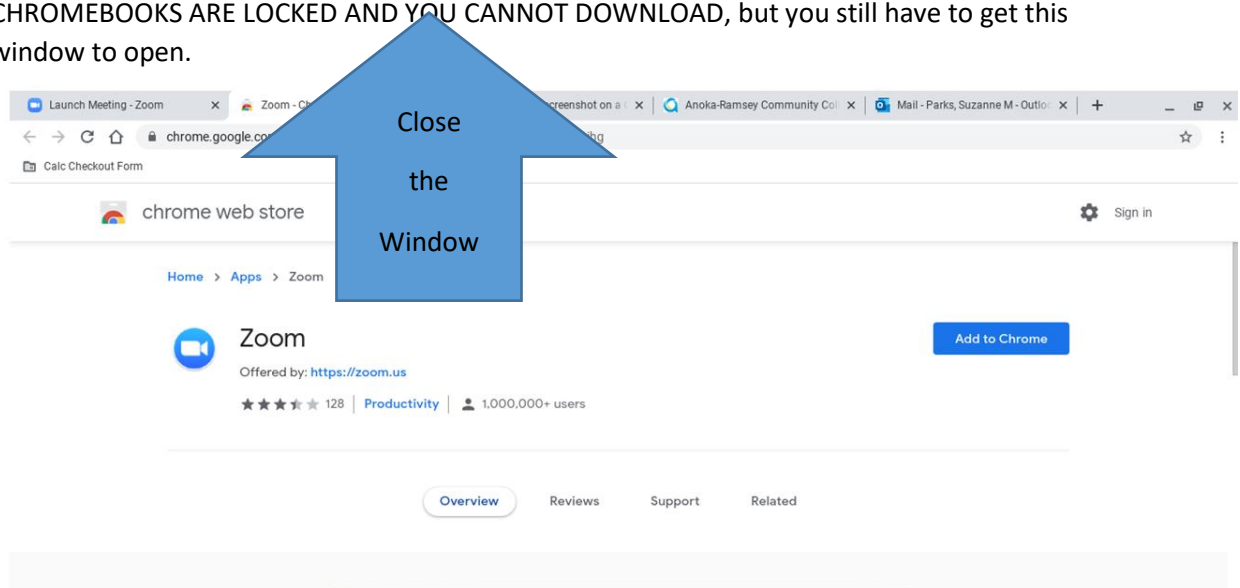 CHROMEBOOKS ARE LOCKED AND YOU CANNOT DOWNLOAD, but you still have to get this
window to open.
Launch Meeting - Zoom Zoom - Ch creenshot on a Anoka-Ramsey Community Col Mail - Parks, Suzanne M - Outlo
chrome.google.co hg
Calc Checkout Form
Close
the
Window
chrome web store Sign in
Home > Apps > Zoom
Zoom Add to Chrome
Offered by: https://zoom.us
128 | Productivity | 1,000,000+ users
Overview Reviews Support Related